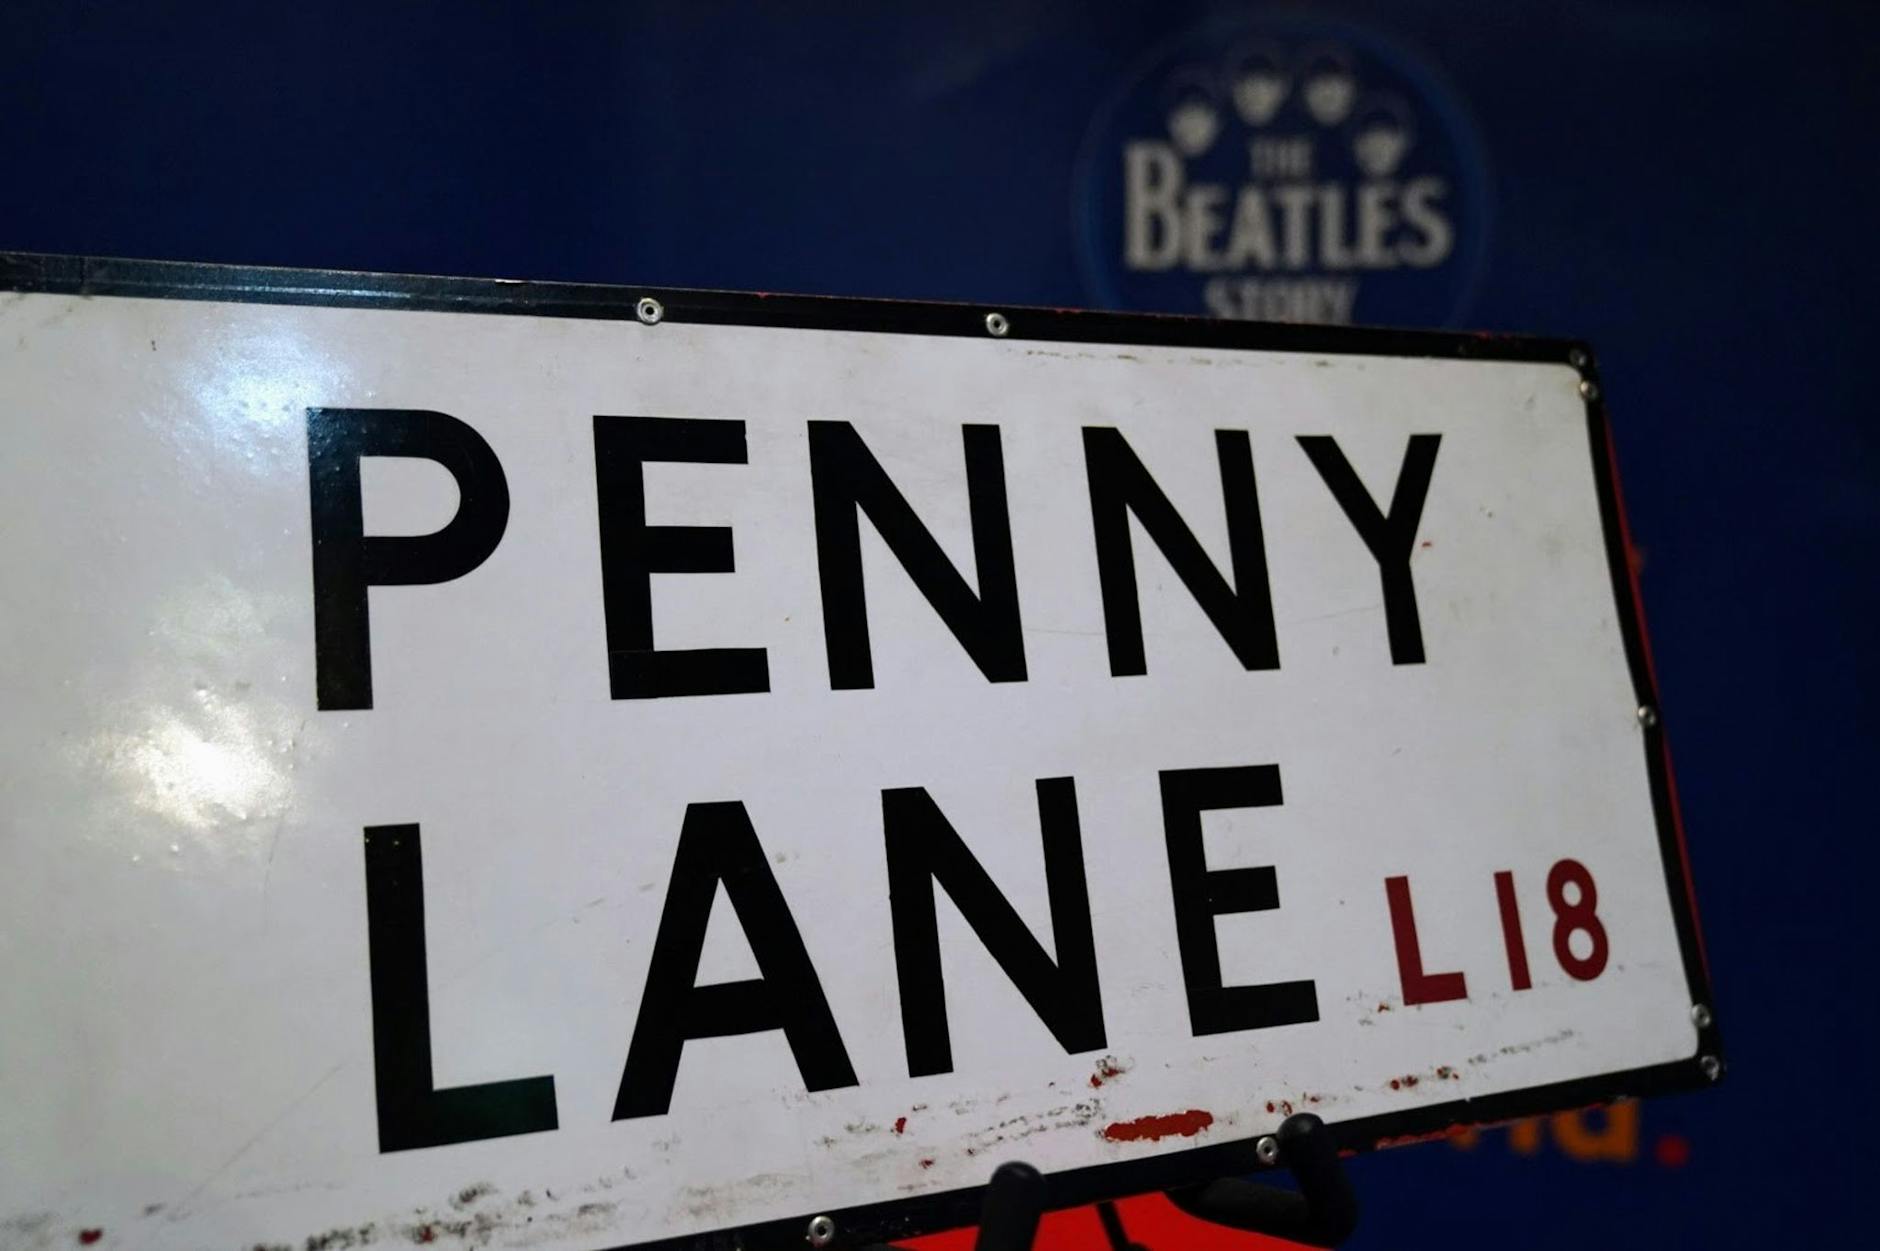 THE
BEATLES
STORY
PENNY
LANE L18